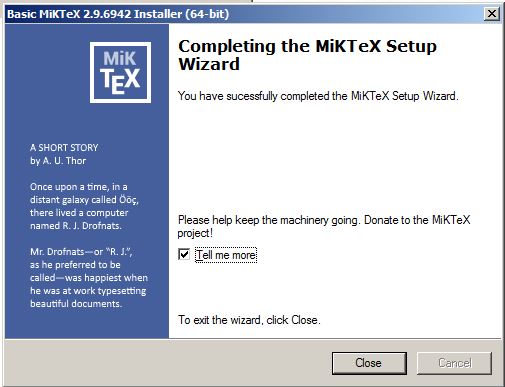 Basic MiKTeX 2.9.6942 Installer (64-bit)
MiK
TEX
A SHORT STORY
by A. U. Thor
Once upon a time, in a
distant galaxy called Ööç,
there lived a computer
named R. J. Drofnats.
Mr. Drofnats—or “R. J.”,
as he preferred to be
called—was happiest when
he was at work typesetting
beautiful documents.
Completing the MiKTeX Setup
Wizard
You have sucessfully completed the MiKTeX Setup Wizard.
Please help keep the machinery going. Donate to the MiKTeX
project!
Tell me more
To exit the wizard, click Close.
Close
Cancel